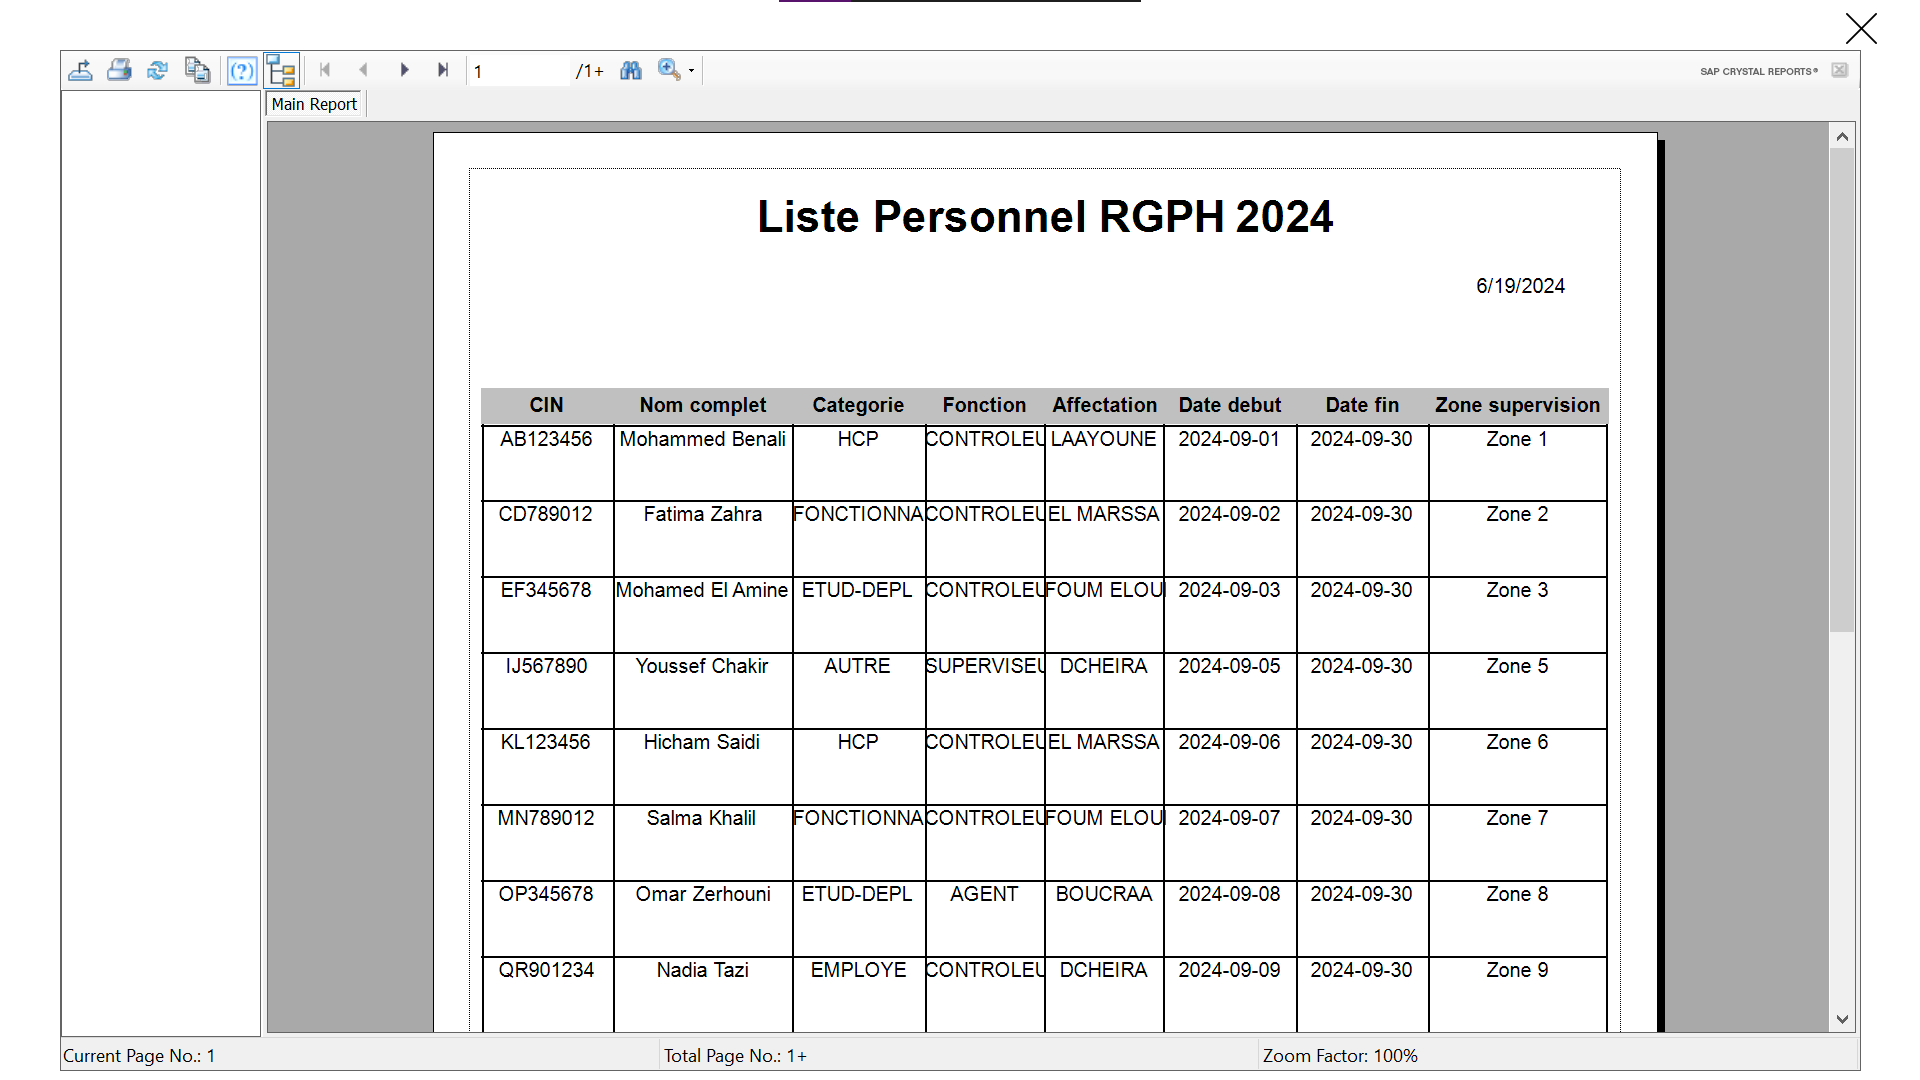 1 /1+ SAP CRYSTAL REPORTS®
Main Report
Liste Personnel RGPH 2024
6/19/2024
CIN Nom complet Categorie Fonction Affectation Date debut Date fin Zone supervision
AB123456 Mohammed Benali HCP CONTROLEU LAAYOUNE 2024-09-01 2024-09-30 Zone 1
CD789012 Fatima Zahra FONCTIONNA CONTROLEU EL MARSSA 2024-09-02 2024-09-30 Zone 2
EF345678 Mohamed El Amine ETUD-DEPL CONTROLEU FOUM ELOU 2024-09-03 2024-09-30 Zone 3
IJ567890 Youssef Chakir AUTRE SUPERVISEU DCHEIRA 2024-09-05 2024-09-30 Zone 5
KL123456 Hicham Saidi HCP CONTROLEU EL MARSSA 2024-09-06 2024-09-30 Zone 6
MN789012 Salma Khalil FONCTIONNA CONTROLEU FOUM ELOU 2024-09-07 2024-09-30 Zone 7
OP345678 Omar Zerhouni ETUD-DEPL AGENT BOUCRAA 2024-09-08 2024-09-30 Zone 8
QR901234 Nadia Tazi EMPLOYE CONTROLEU DCHEIRA 2024-09-09 2024-09-30 Zone 9
Current Page No.: 1 Total Page No.: 1+ Zoom Factor: 100%